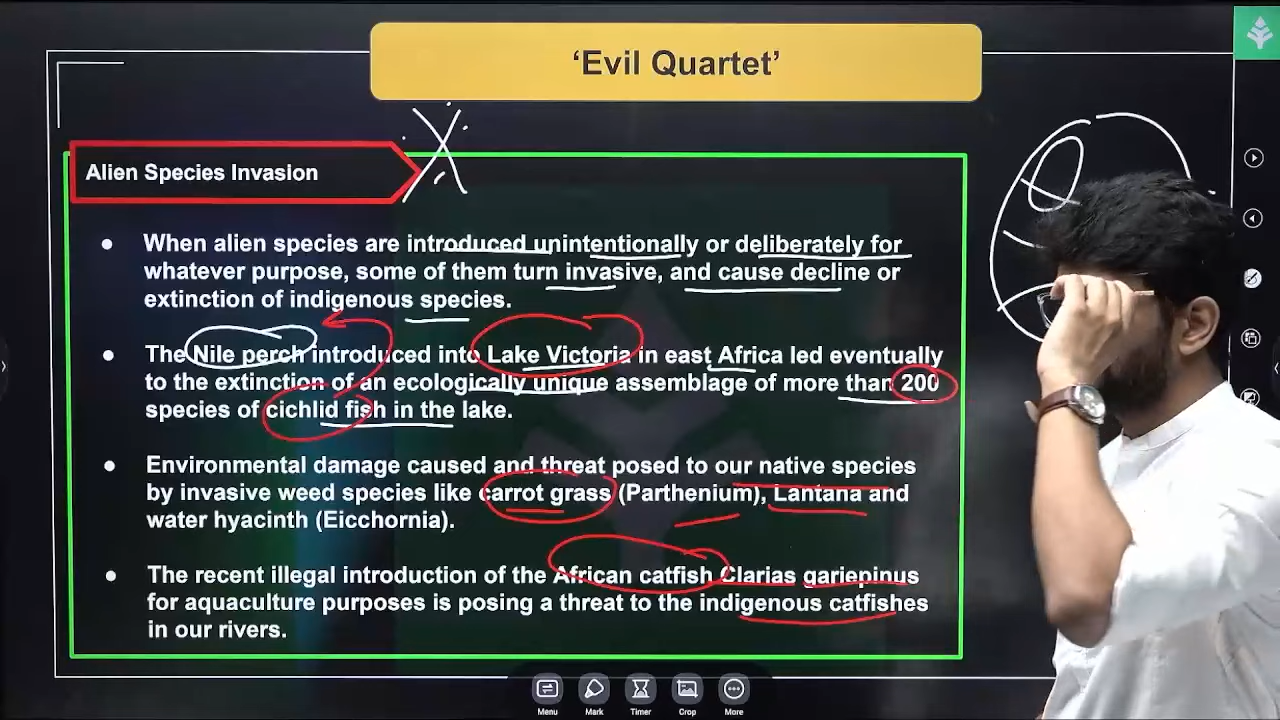 ‘Evil Quartet’
Alien Species Invasion
When alien species are introduced unintentionally or deliberately for
whatever purpose, some of them turn invasive, and cause decline or
extinction of indigenous species.
The Nile perch introduced into Lake Victoria in east Africa led eventually
to the extinction of an ecologically unique assemblage of more than 200
species of cichlid fish in the lake.
Environmental damage caused and threat posed to our native species
by invasive weed species like carrot grass (Parthenium), Lantana and
water hyacinth (Eicchornia).
The recent illegal introduction of the African catfish Clarias gariepinus
for aquaculture purposes is posing a threat to the indigenous catfishes
in our rivers.
Menu Mark Timer Crop More